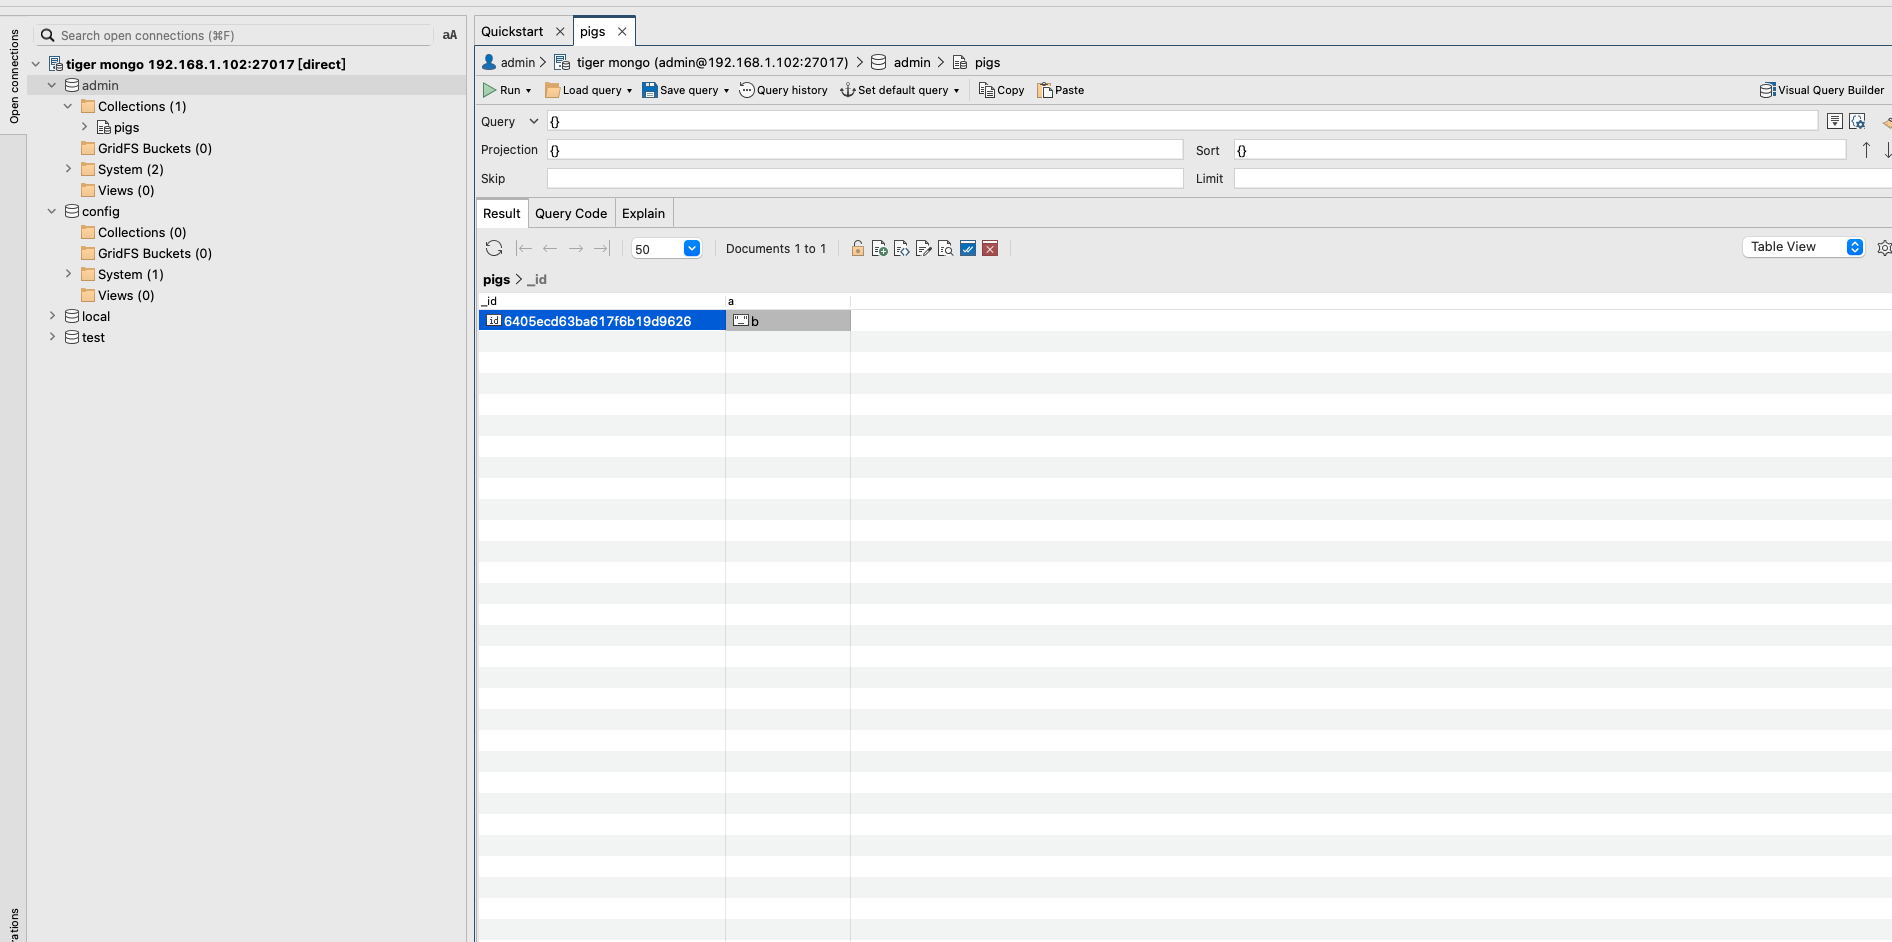 Open connections
Search open connections (⌘F)
aA
tiger mongo 192.168.1.102:27017 [direct]
admin
Collections (1)
pigs
GridFS Buckets (0)
System (2)
Views (0)
config
Collections (0)
GridFS Buckets (0)
System (1)
Views (0)
local
test
Quickstart
pigs
admin
tiger mongo (admin@192.168.1.102:27017)
admin
pigs
Run
Load query
Save query
Query history
Set default query
Copy
Paste
Visual Query Builder
Query
{}
Projection
{}
Sort
{}
Skip
Limit
Result
Query Code
Explain
50
Documents 1 to 1
Table View
pigs > _id
_id
a
id
6405ecd63ba617f6b19d9626
b